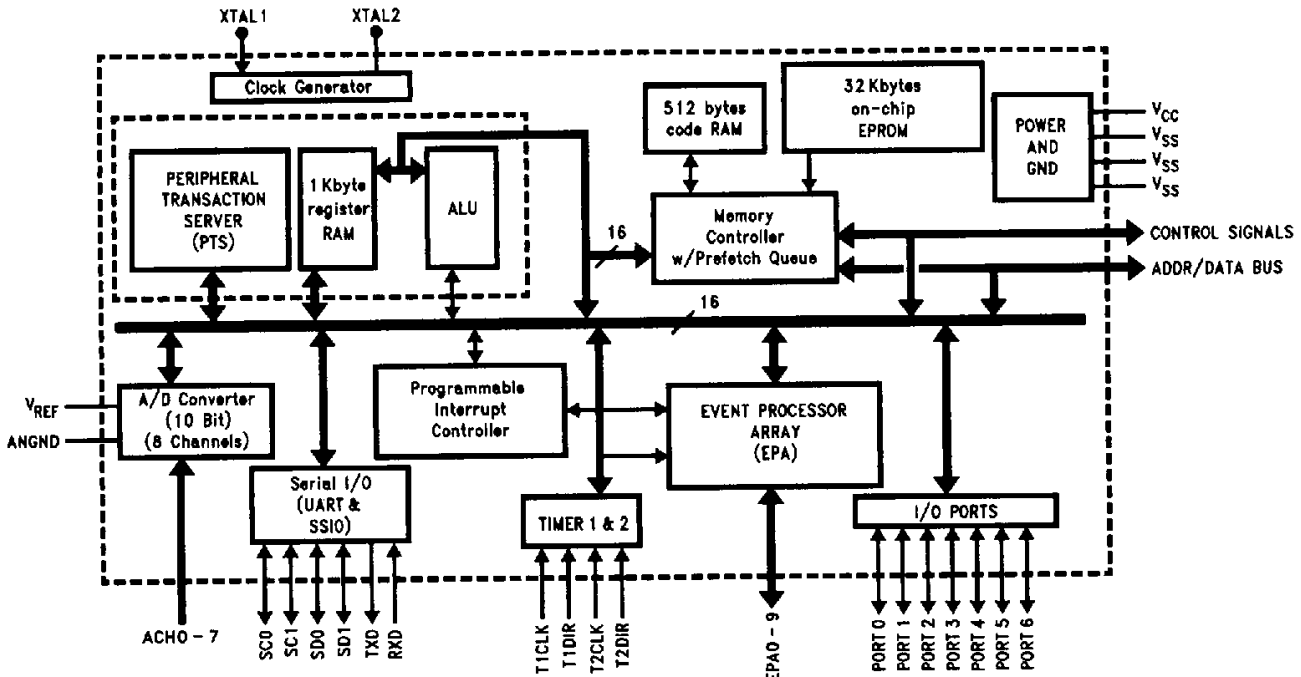 XTAL1
XTAL2
Clock Generator
512 bytes
code RAM
32 Kbytes
on-chip
EPROM
POWER
AND
GND
VCC
VSS
VSS
VSS
PERIPHERAL
TRANSACTION
SERVER
(PTS)
1 Kbyte
register
RAM
ALU
Memory
Controller
w/Prefetch Queue
16
CONTROL SIGNALS
ADDR/DATA BUS
16
VREF
ANGND
A/D Converter
(10 Bit)
(8 Channels)
Programmable
Interrupt
Controller
EVENT PROCESSOR
ARRAY
(EPA)
Serial I/O
(UART &
SSIO)
TIMER 1 & 2
I/O PORTS
ACH0-7
SC0
SC1
SD0
SD1
TXD
RXD
T1CLK
T1DIR
T2CLK
T2DIR
EPA0-9
PORT 0
PORT 1
PORT 2
PORT 3
PORT 4
PORT 5
PORT 6